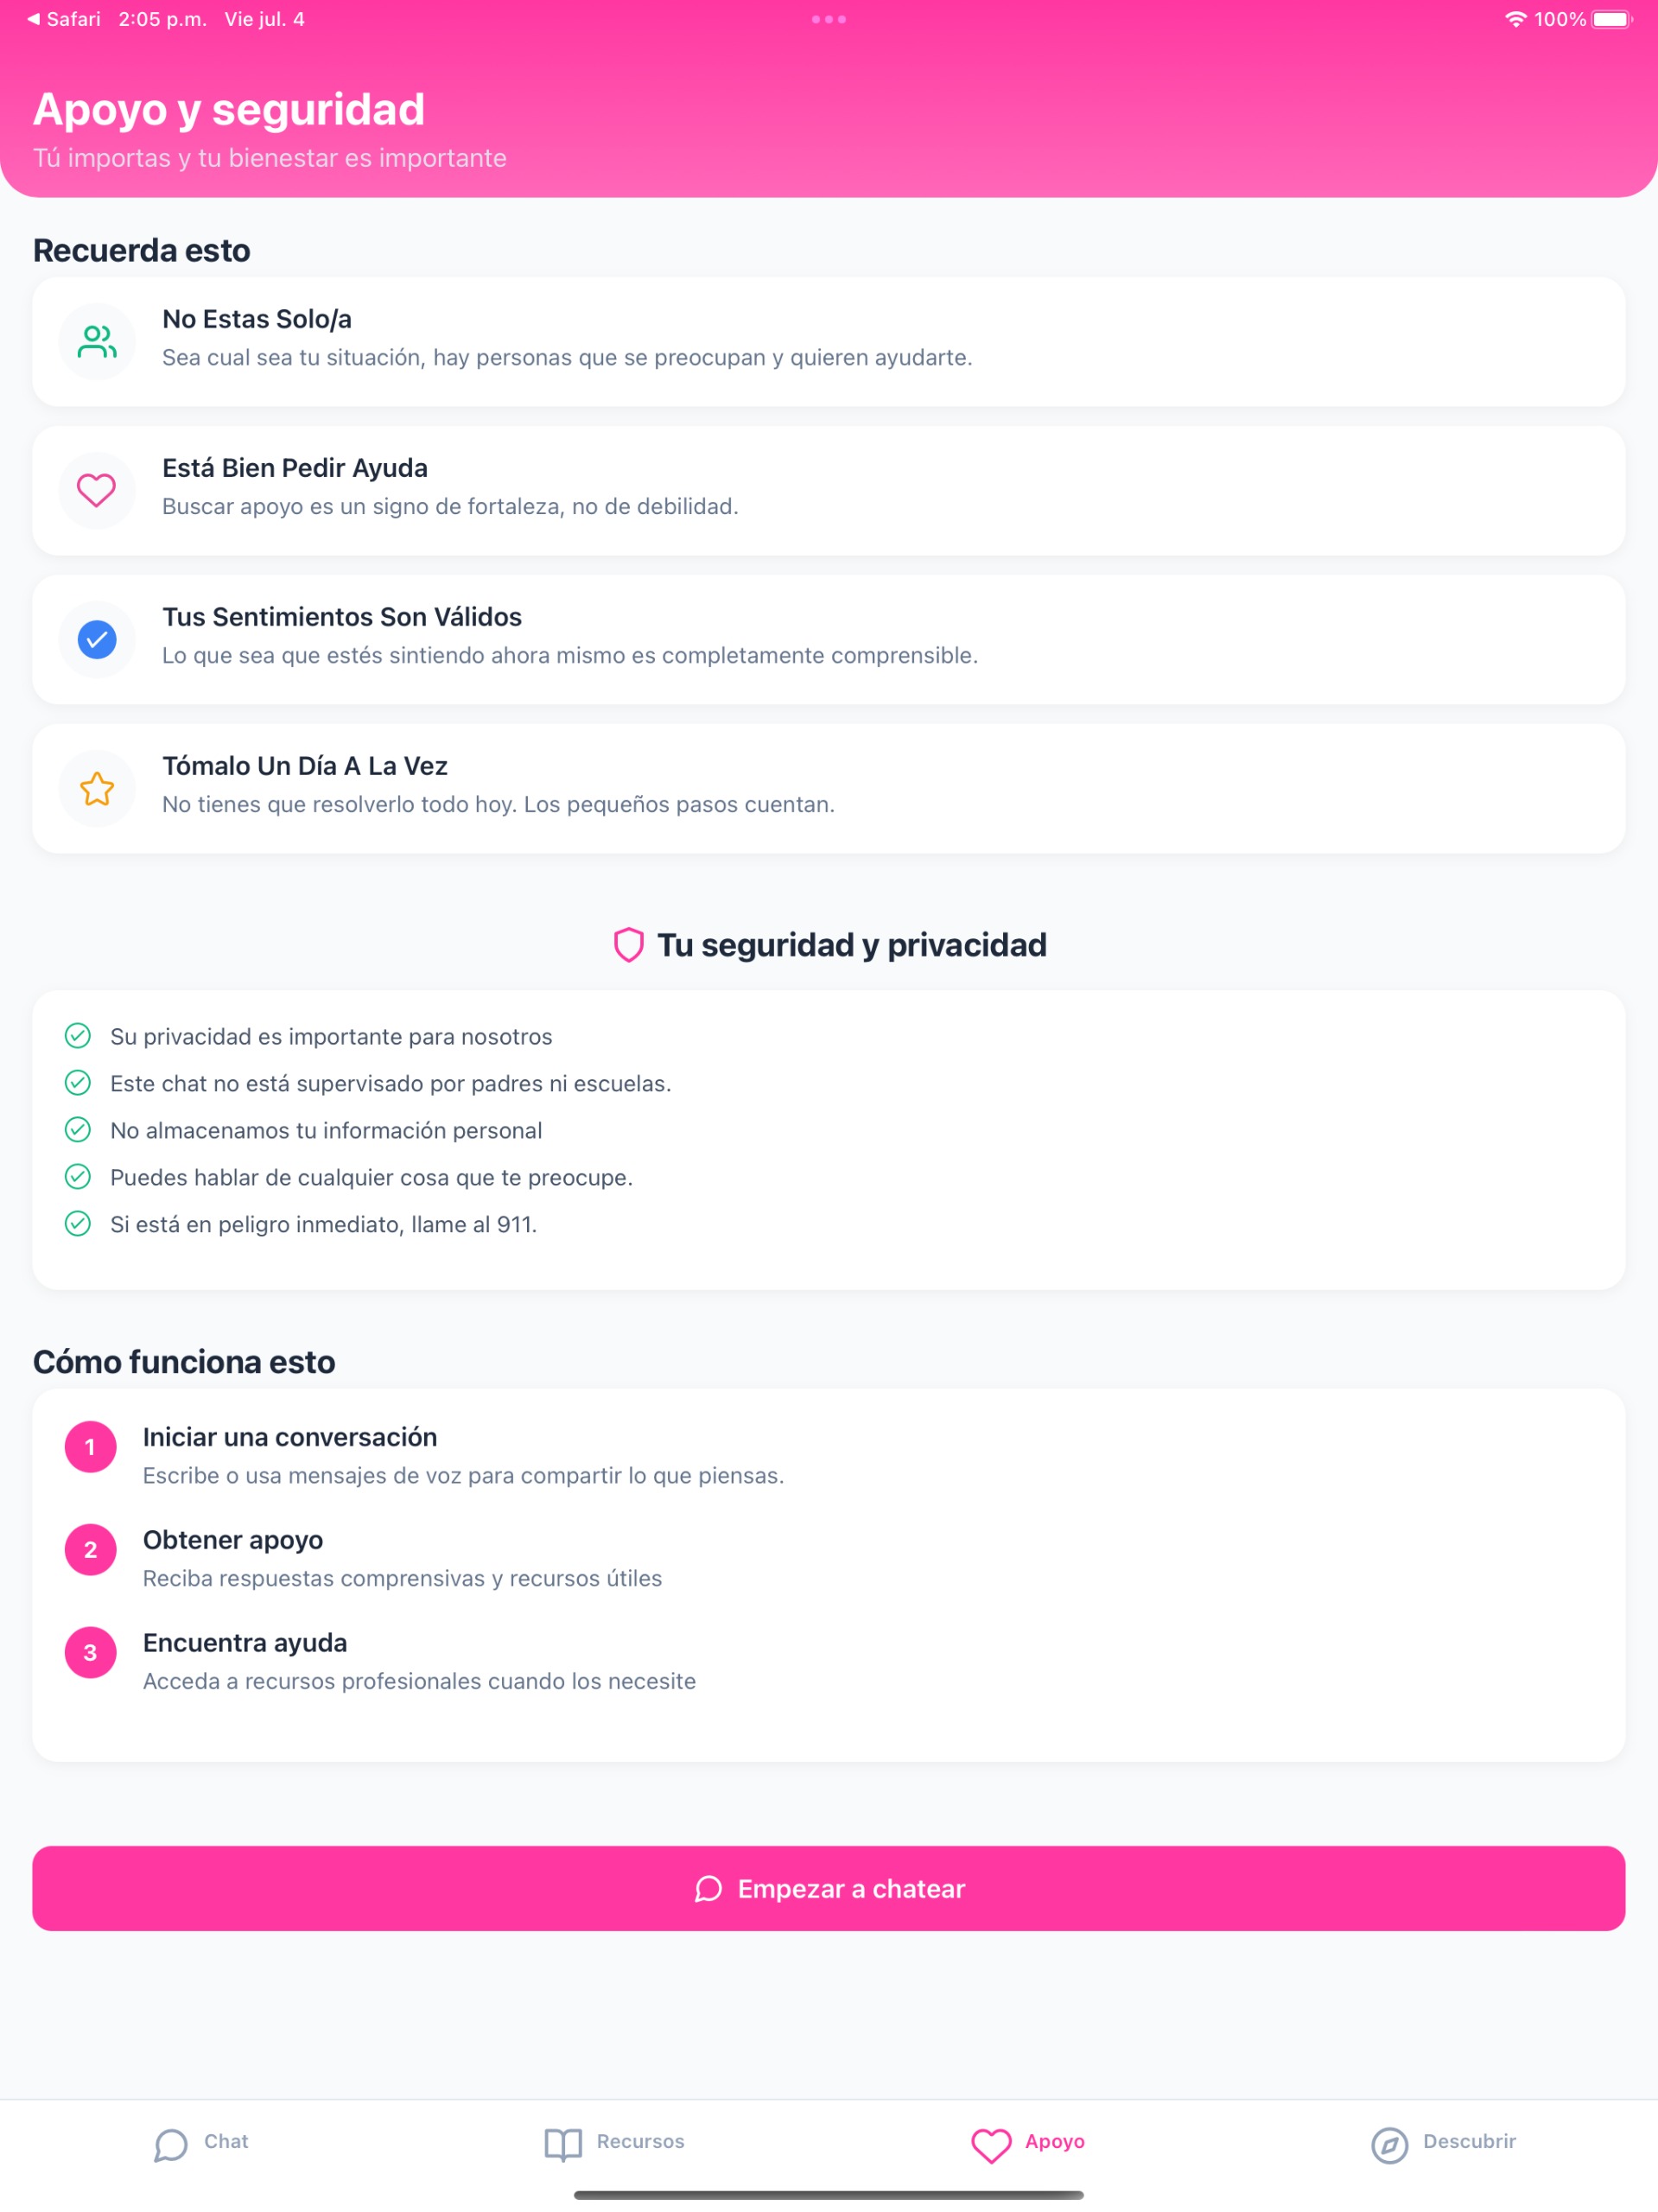 Safari 2:05 p.m. Vie jul. 4 100%
Apoyo y seguridad
Tú importas y tu bienestar es importante
Recuerda esto
No Estas Solo/a
Sea cual sea tu situación, hay personas que se preocupan y quieren ayudarte.
Está Bien Pedir Ayuda
Buscar apoyo es un signo de fortaleza, no de debilidad.
Tus Sentimientos Son Válidos
Lo que sea que estés sintiendo ahora mismo es completamente comprensible.
Tómalo Un Día A La Vez
No tienes que resolverlo todo hoy. Los pequeños pasos cuentan.
Tu seguridad y privacidad
Su privacidad es importante para nosotros
Este chat no está supervisado por padres ni escuelas.
No almacenamos tu información personal
Puedes hablar de cualquier cosa que te preocupe.
Si está en peligro inmediato, llame al 911.
Cómo funciona esto
1 Iniciar una conversación
Escribe o usa mensajes de voz para compartir lo que piensas.
2 Obtener apoyo
Reciba respuestas comprensivas y recursos útiles
3 Encuentra ayuda
Acceda a recursos profesionales cuando los necesite
Empezar a chatear
Chat Recursos Apoyo Descubrir